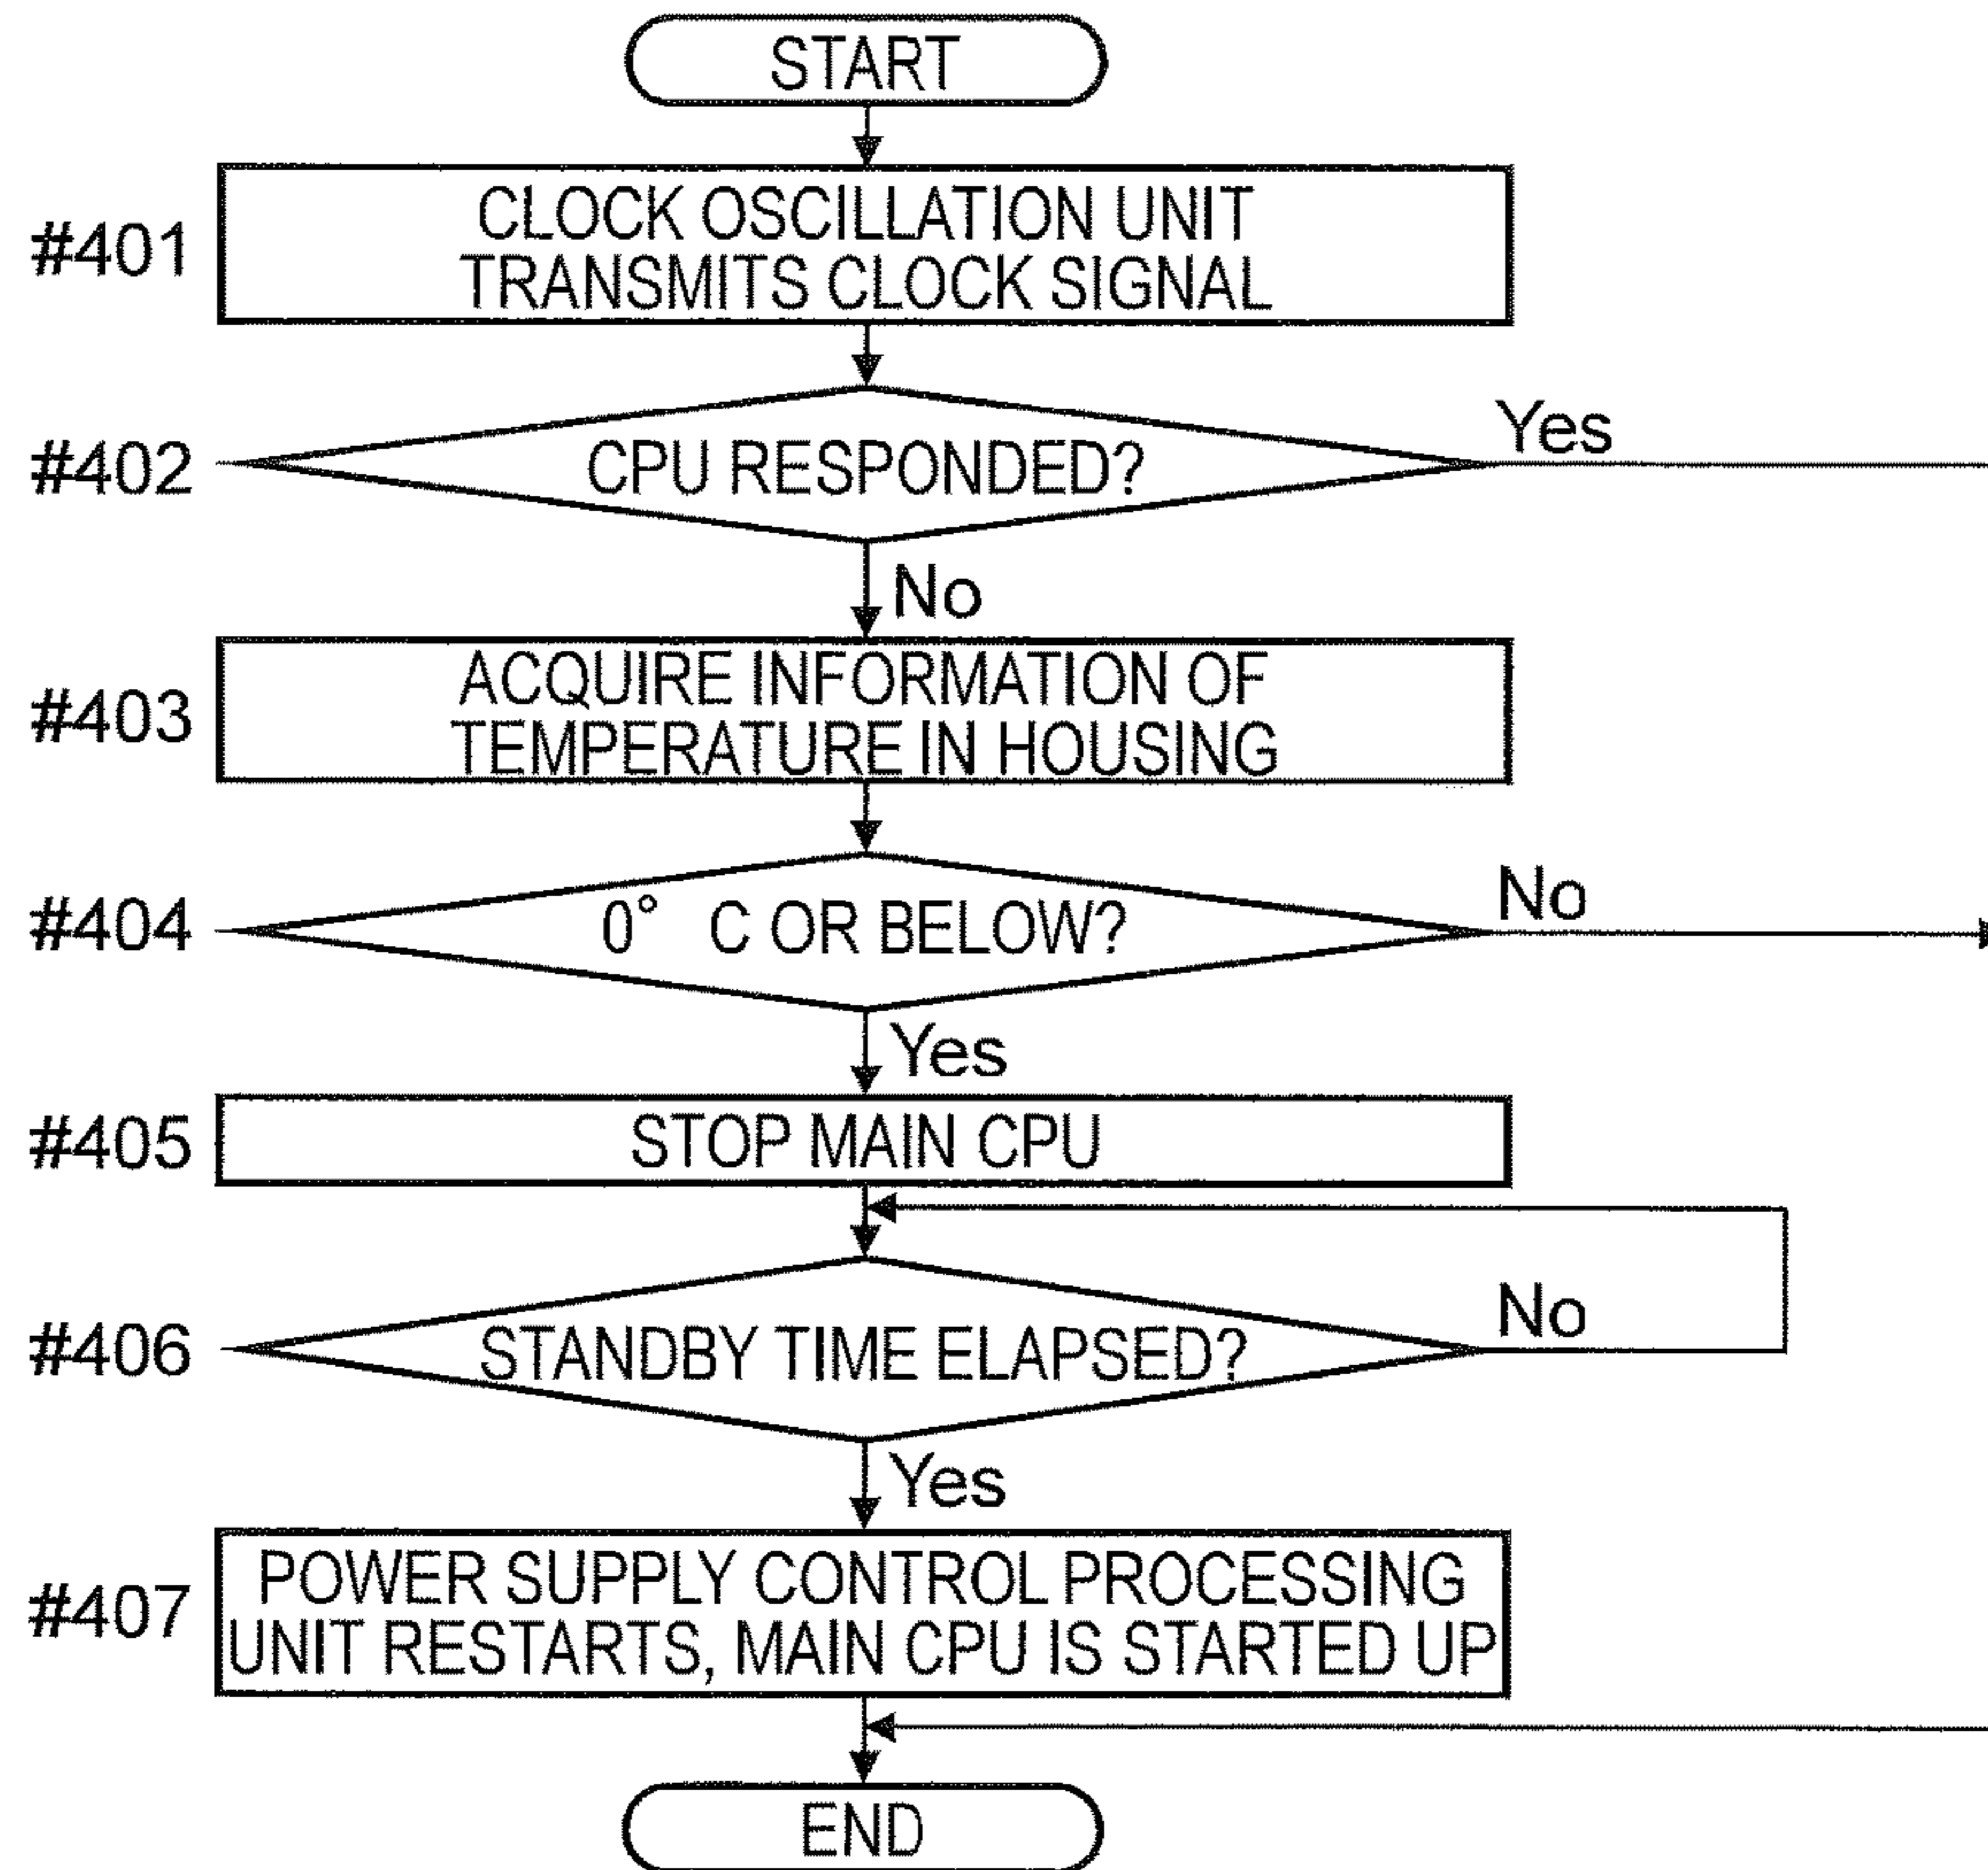 START
#401
CLOCK OSCILLATION UNIT
TRANSMITS CLOCK SIGNAL
#402
CPU RESPONDED?
Yes
No
#403
ACQUIRE INFORMATION OF
TEMPERATURE IN HOUSING
#404
0° C OR BELOW?
No
Yes
#405
STOP MAIN CPU
#406
STANDBY TIME ELAPSED?
No
Yes
#407
POWER SUPPLY CONTROL PROCESSING
UNIT RESTARTS, MAIN CPU IS STARTED UP
END